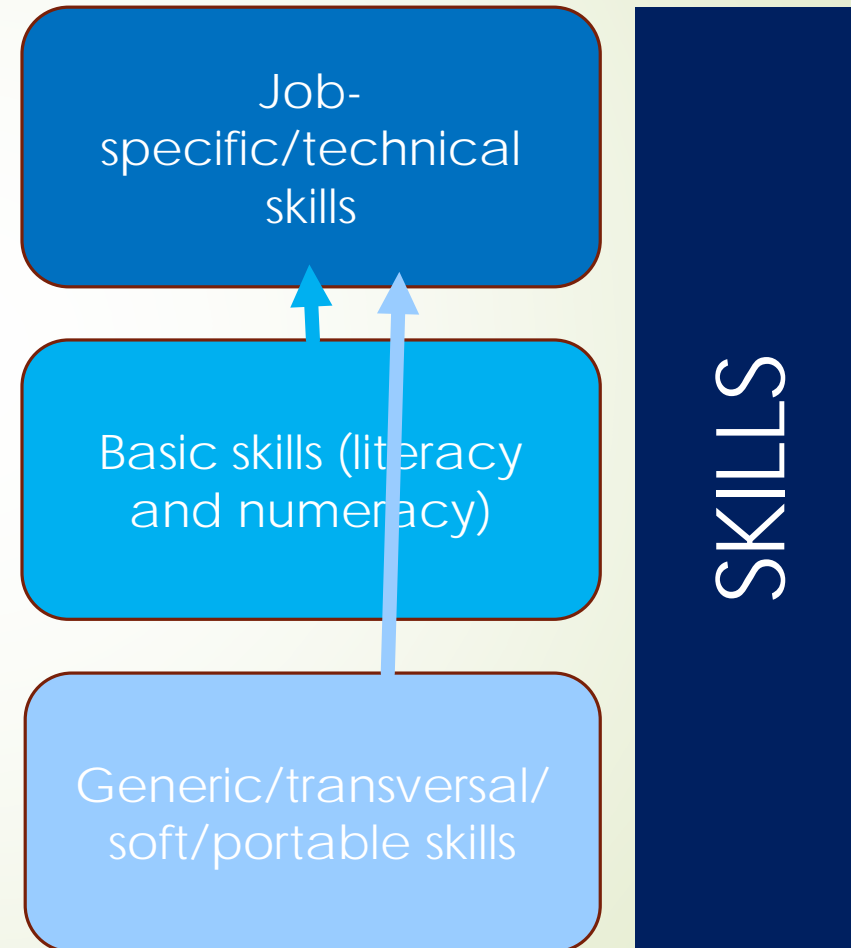 Job-
specific/technical
skills
Basic skills (literacy
and numeracy)
Generic/transversal/
soft/portable skills
SKILLS